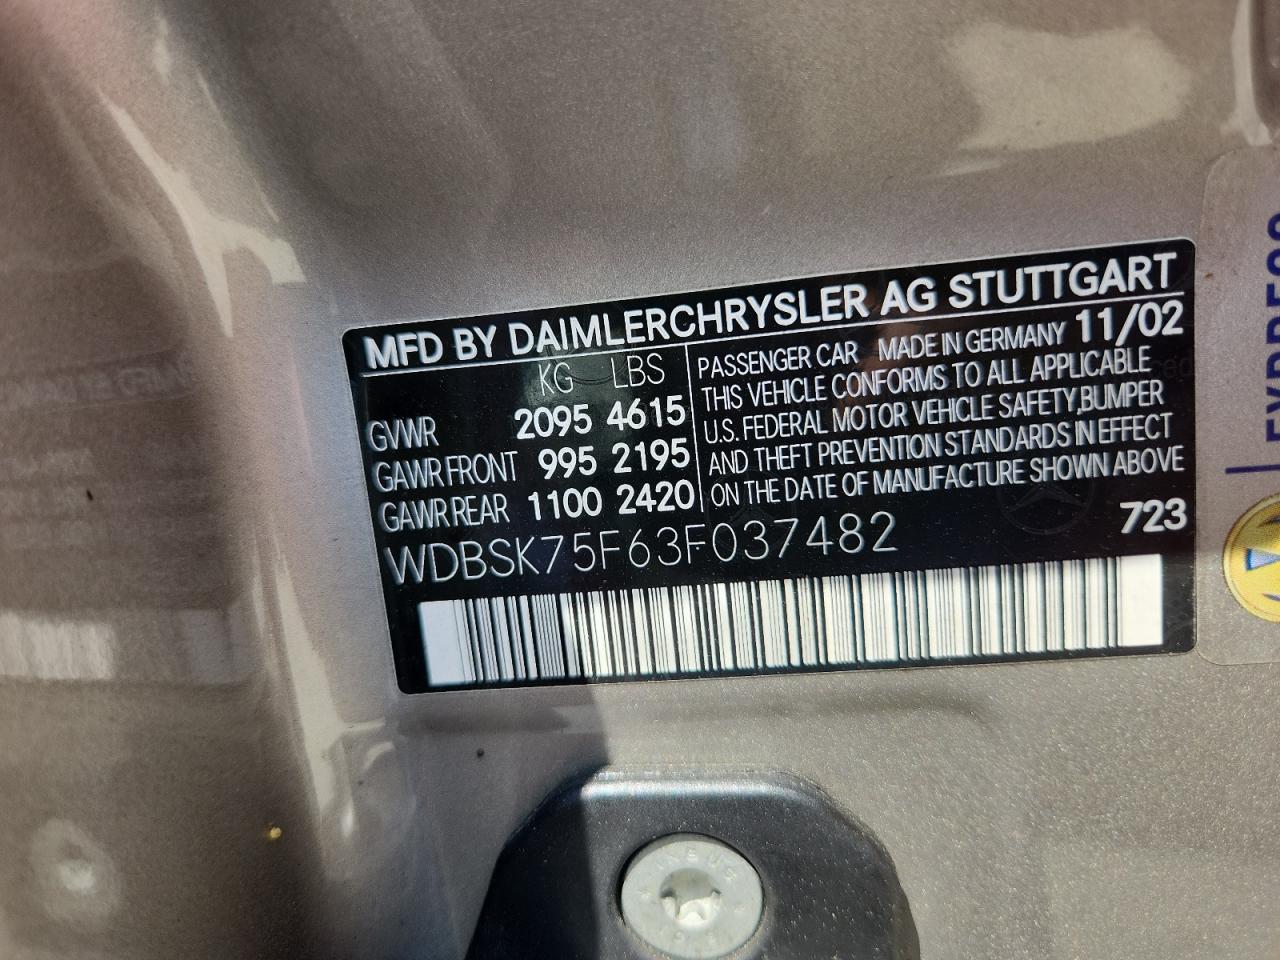 MFD BY DAIMLERCHRYSLER AG STUTTGART
KG LBS
GVWR 2095 4615
GAWR FRONT 995 2195
GAWR REAR 1100 2420
PASSENGER CAR MADE IN GERMANY 11/02
THIS VEHICLE CONFORMS TO ALL APPLICABLE
U.S. FEDERAL MOTOR VEHICLE SAFETY,BUMPER
AND THEFT PREVENTION STANDARDS IN EFFECT
ON THE DATE OF MANUFACTURE SHOWN ABOVE
723
WDBSK75F63F037482
EXPRESS